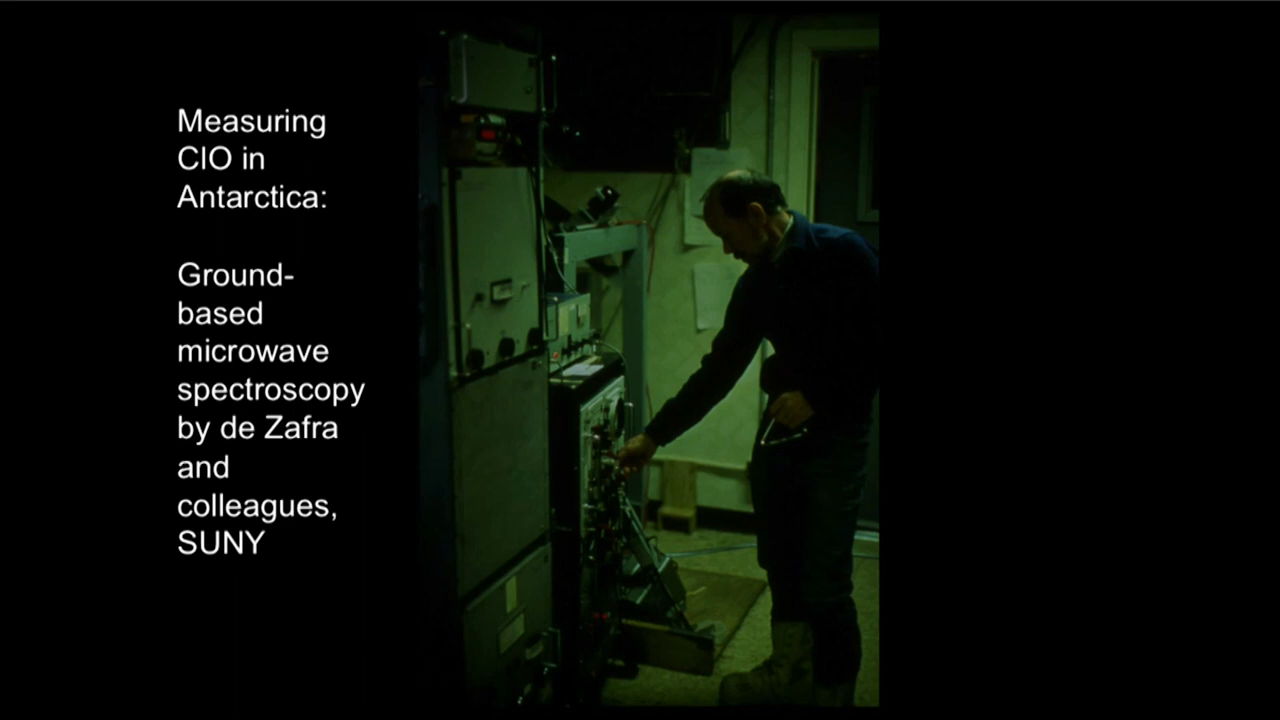 Measuring
ClO in
Antarctica:
Ground-
based
microwave
spectroscopy
by de Zafra
and
colleagues,
SUNY